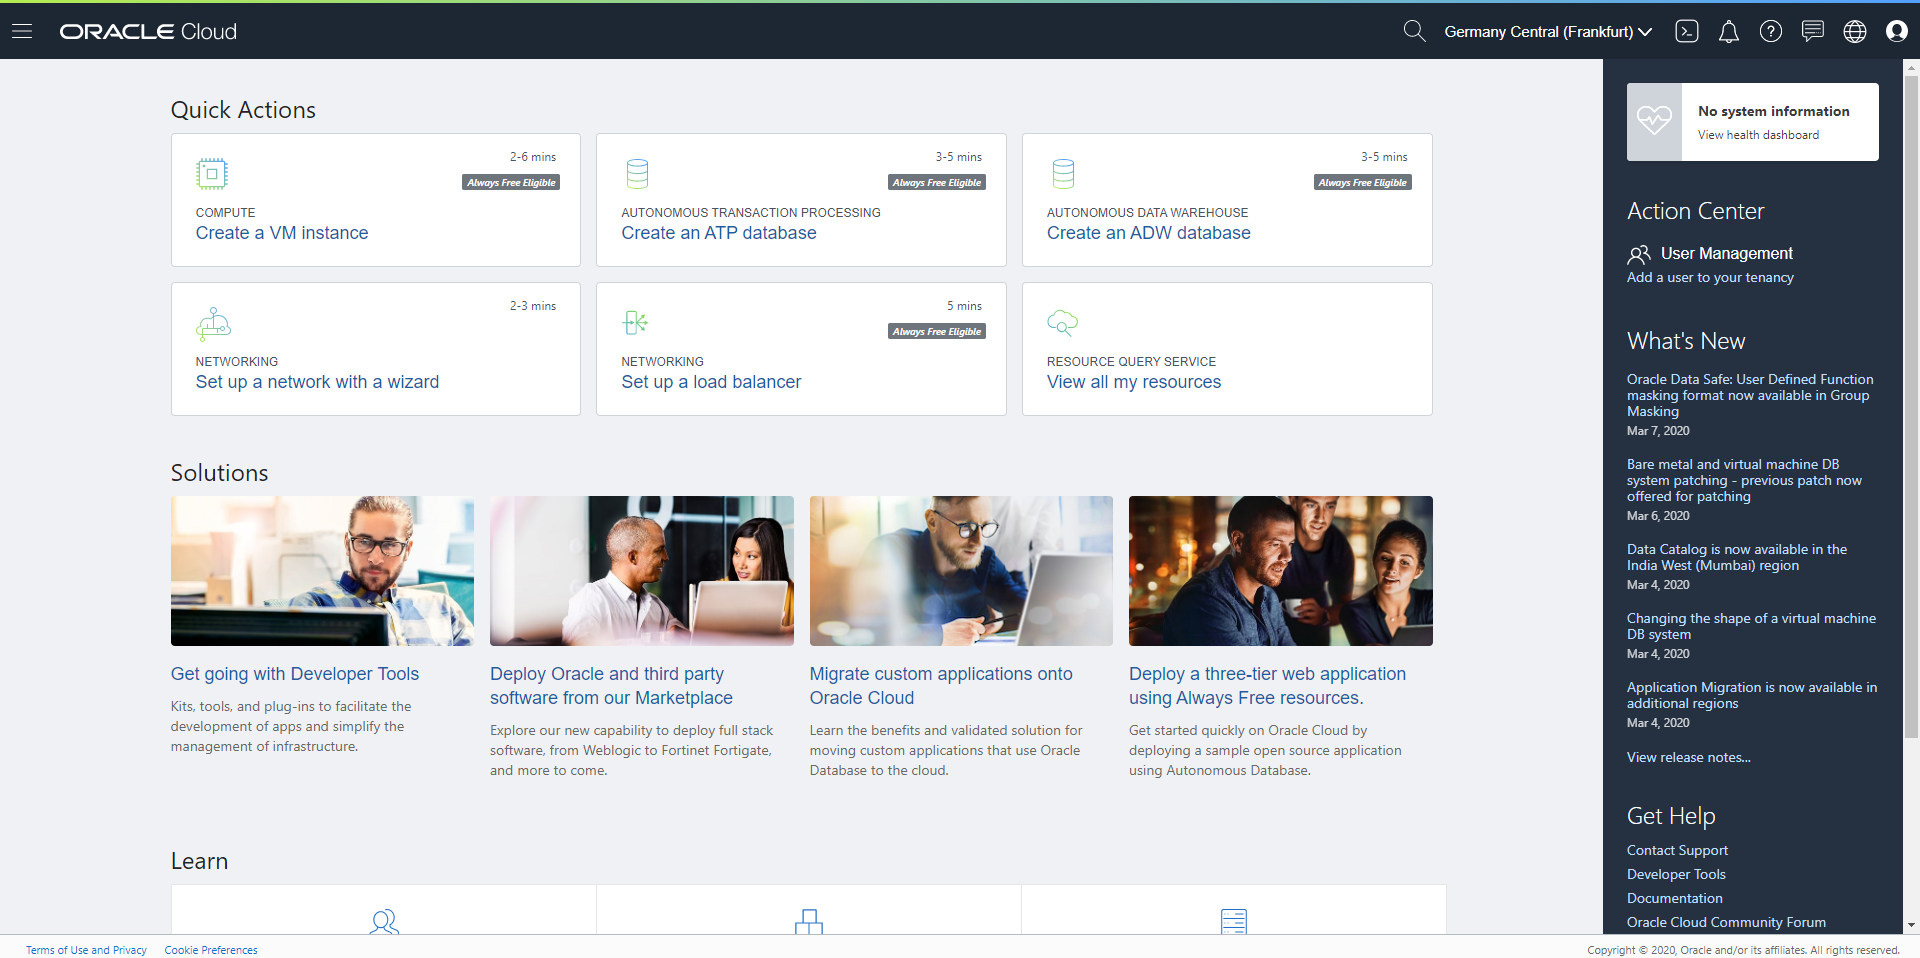 ORACLE Cloud
Germany Central (Frankfurt)
Quick Actions
2-6 mins
Always Free Eligible
COMPUTE
Create a VM instance
3-5 mins
Always Free Eligible
AUTONOMOUS TRANSACTION PROCESSING
Create an ATP database
3-5 mins
Always Free Eligible
AUTONOMOUS DATA WAREHOUSE
Create an ADW database
2-3 mins
NETWORKING
Set up a network with a wizard
5 mins
Always Free Eligible
NETWORKING
Set up a load balancer
RESOURCE QUERY SERVICE
View all my resources
Solutions
Get going with Developer Tools
Kits, tools, and plug-ins to facilitate the
development of apps and simplify the
management of infrastructure.
Deploy Oracle and third party
software from our Marketplace
Explore our new capability to deploy full stack
software, from Weblogic to Fortinet Fortigate,
and more to come.
Migrate custom applications onto
Oracle Cloud
Learn the benefits and validated solution for
moving custom applications that use Oracle
Database to the cloud.
Deploy a three-tier web application
using Always Free resources.
Get started quickly on Oracle Cloud by
deploying a sample open source application
using Autonomous Database.
Learn
No system information
View health dashboard
Action Center
User Management
Add a user to your tenancy
What's New
Oracle Data Safe: User Defined Function
masking format now available in Group
Masking
Mar 7, 2020
Bare metal and virtual machine DB
system patching - previous patch now
offered for patching
Mar 6, 2020
Data Catalog is now available in the
India West (Mumbai) region
Mar 4, 2020
Changing the shape of a virtual machine
DB system
Mar 4, 2020
Application Migration is now available in
additional regions
Mar 4, 2020
View release notes...
Get Help
Contact Support
Developer Tools
Documentation
Oracle Cloud Community Forum
Terms of Use and Privacy
Cookie Preferences
Copyright © 2020, Oracle and/or its affiliates. All rights reserved.